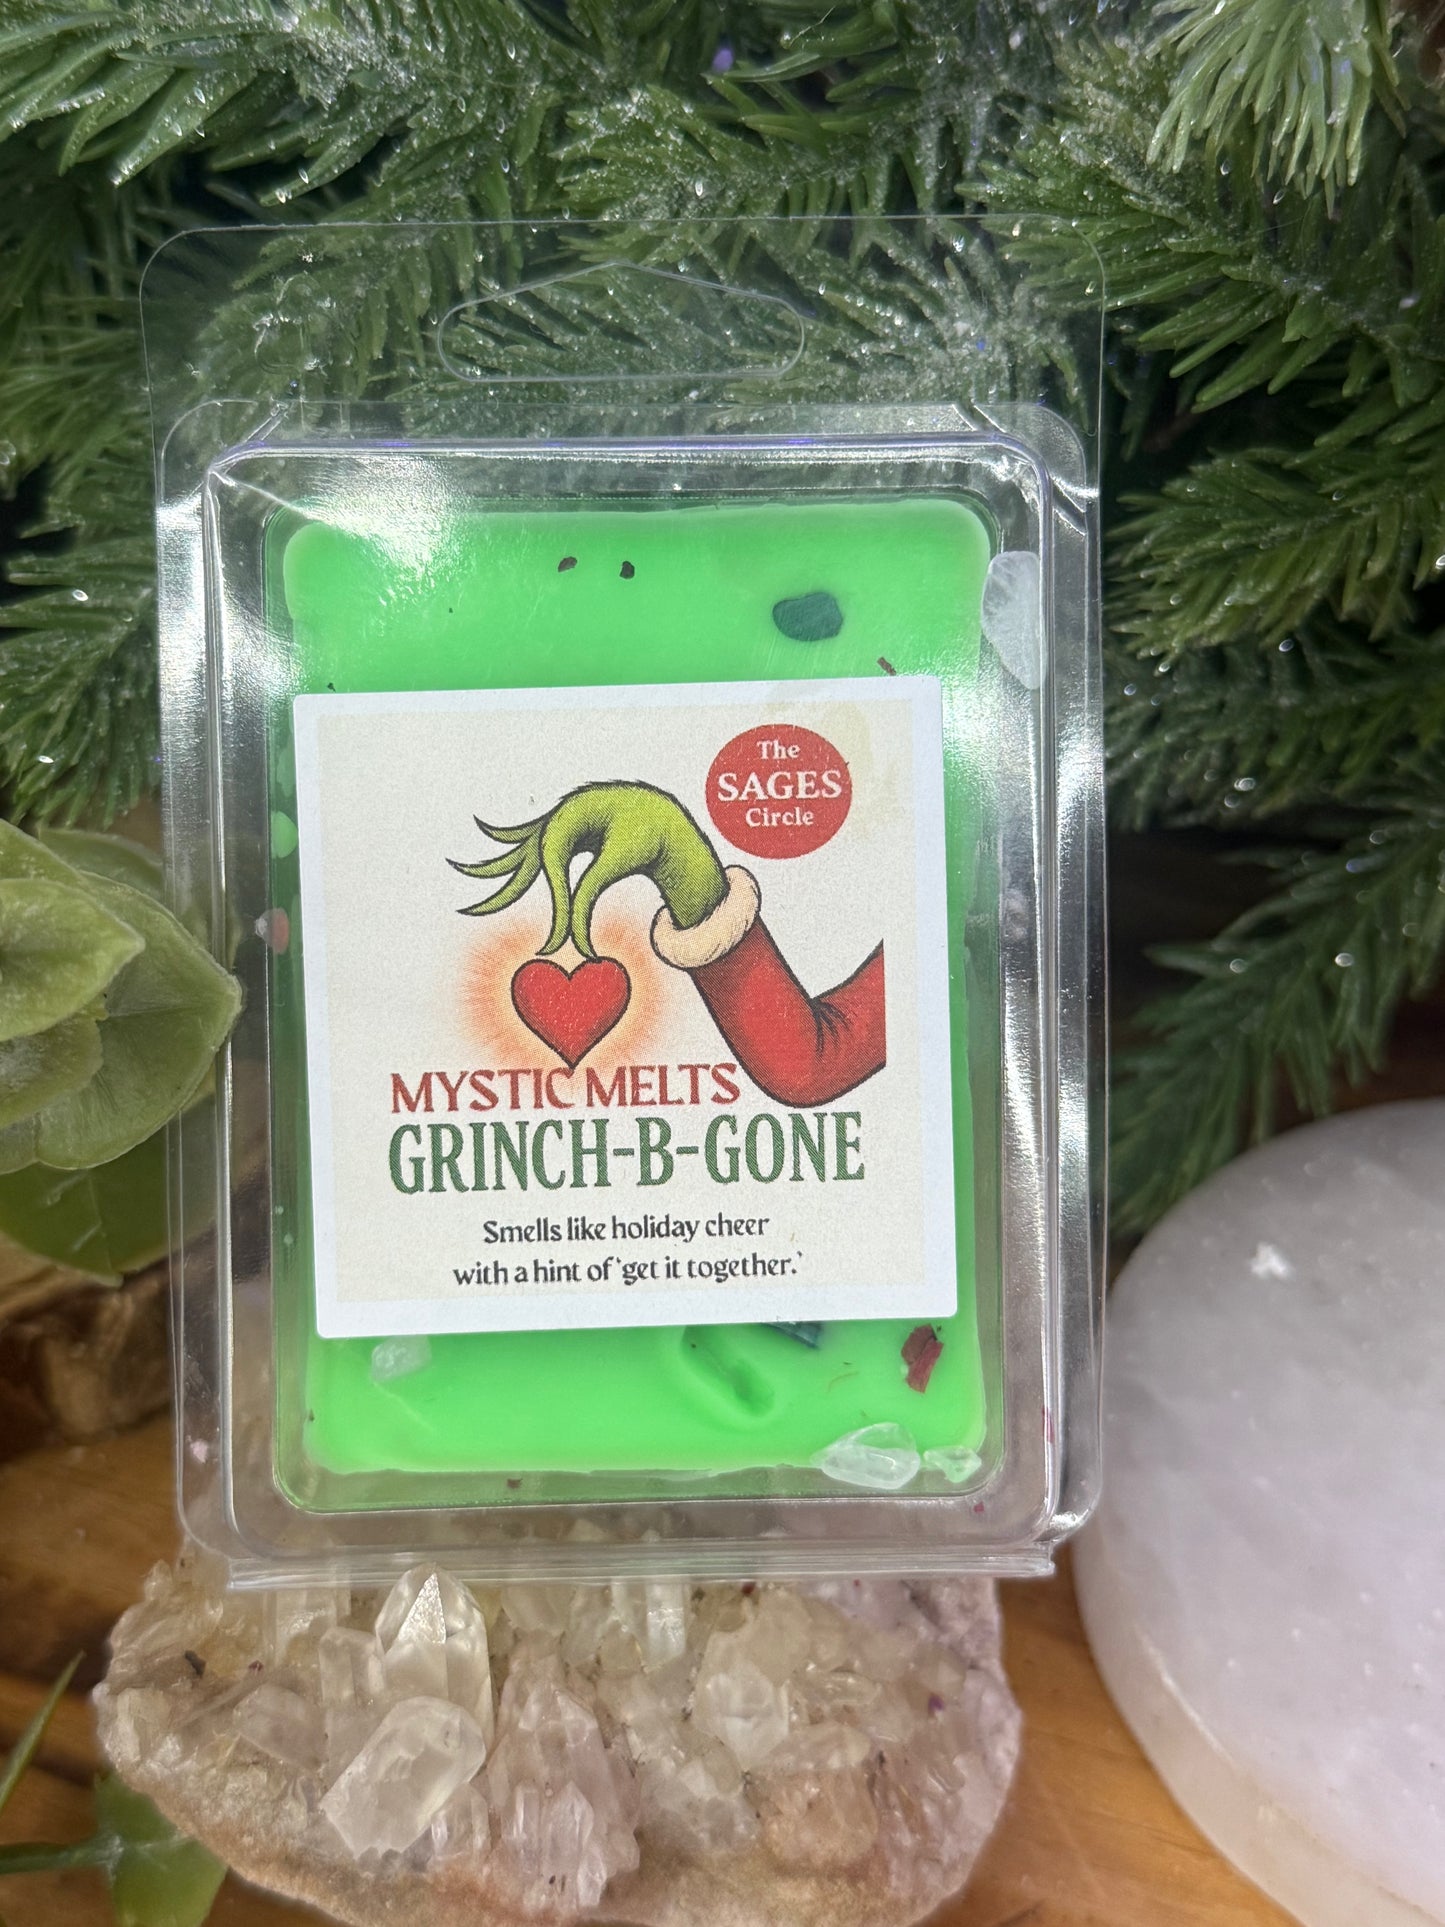 The
SAGES
Circle
MYSTIC MELTS
GRINCH-B-GONE
Smells like holiday cheer
with a hint of 'get it together.'